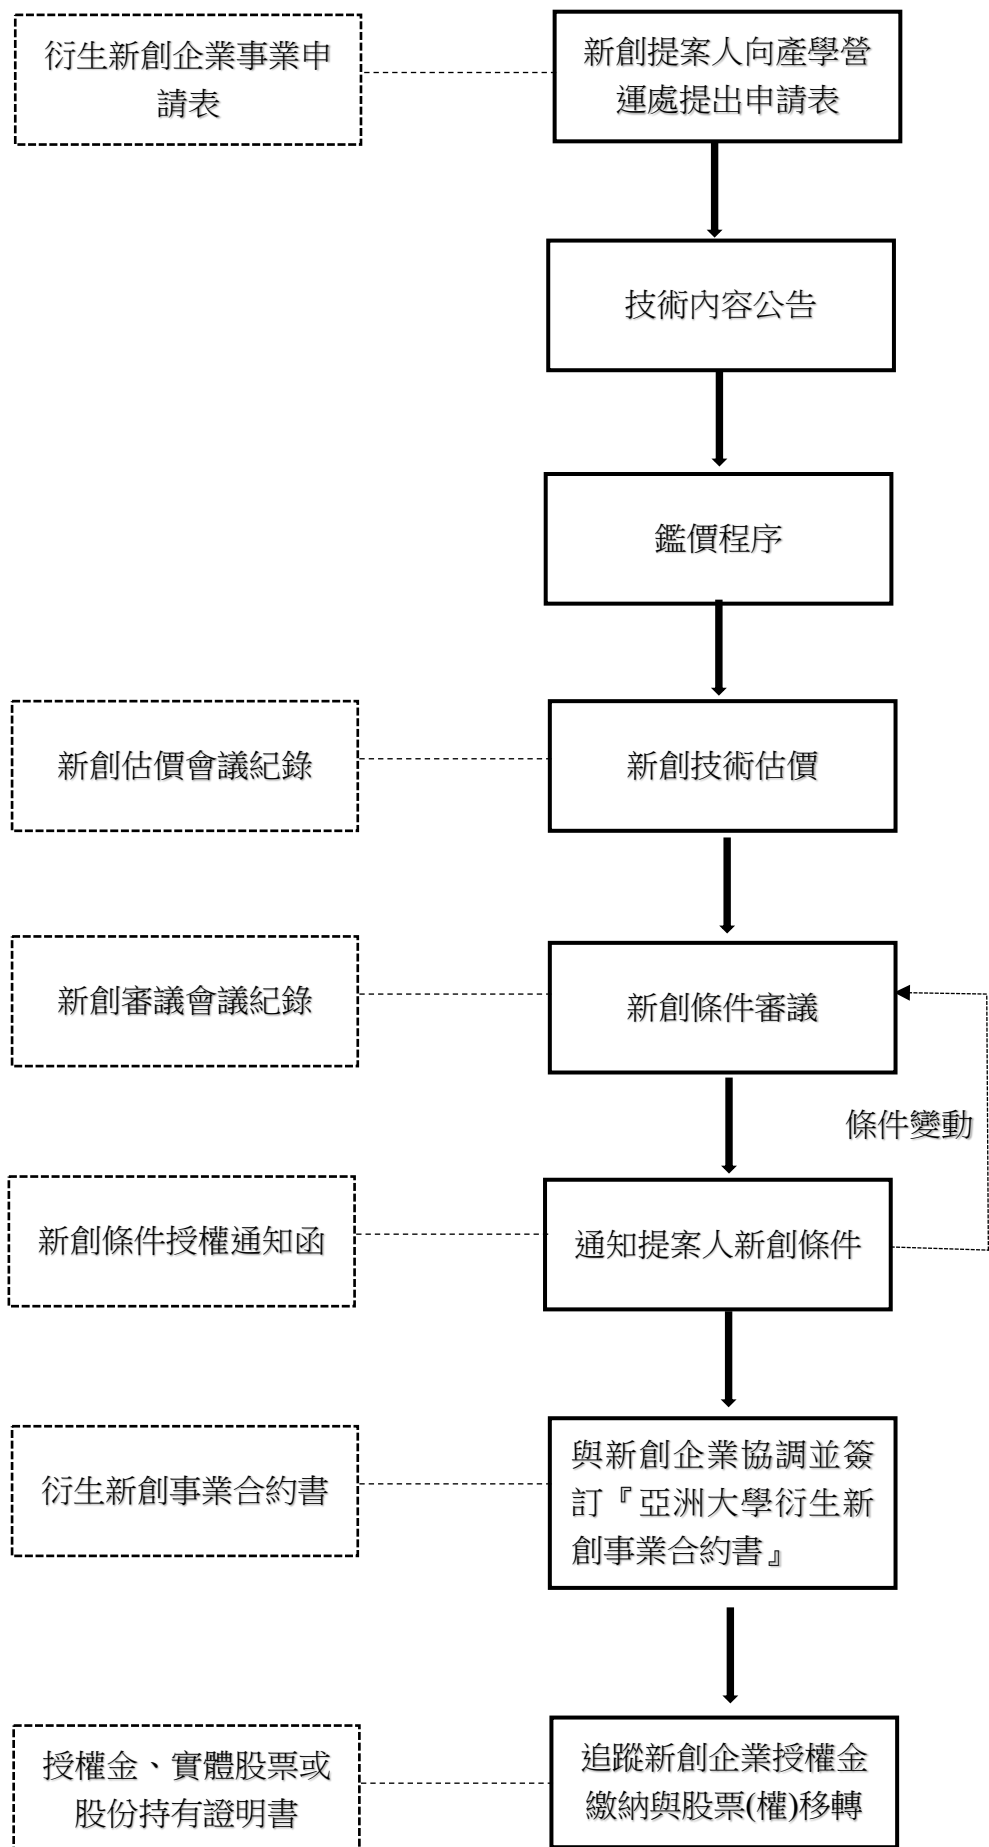 衍生新創企業事業申
請表
新創提案人向產學營
運處提出申請表
技術內容公告
鑑價程序
新創估價會議紀錄
新創技術估價
新創審議會議紀錄
新創條件審議
條件變動
新創條件授權通知函
通知提案人新創條件
衍生新創事業合約書
與新創企業協調並簽
訂『亞洲大學衍生新
創事業合約書』
授權金、實體股票或
股份持有證明書
追蹤新創企業授權金
繳納與股票(權)移轉